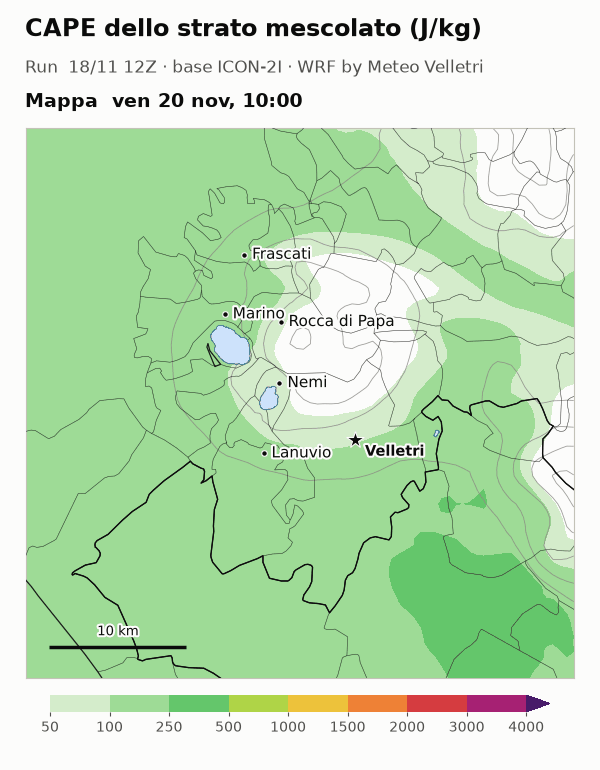 CAPE dello strato mescolato (J/kg)
Run  18/11 12Z · base ICON-2I · WRF by Meteo Velletri
Mappa  ven 20 nov, 10:00
Frascati
Marino
Rocca di Papa
Nemi
Velletri
Lanuvio
10 km
50 100 250 500 1000 1500 2000 3000 4000